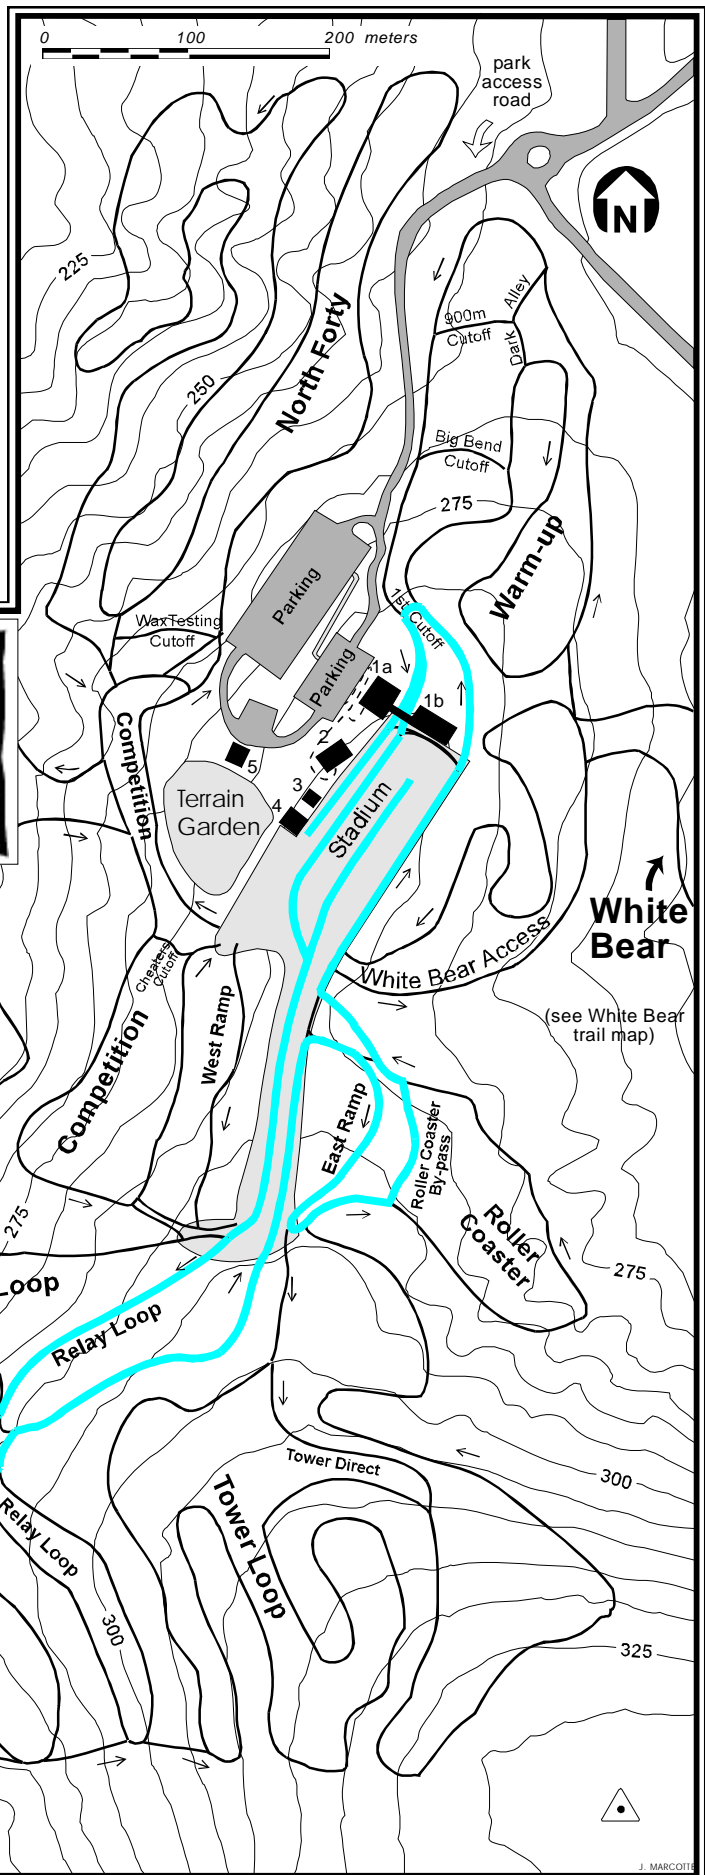 0 100 200 meters
park
access
road
N
225
900m
Cutoff
Dark Alley
North Forty
250
Big Bend
Cutoff
275
Warm-up
Parking
1st Cutoff
WaxTesting
Cutoff
Parking
1a
1b
2
5
3
4
Competition
Terrain
Garden
Stadium
White
Bear
White Bear Access
(see White Bear
trail map)
Cheaters
Cutoff
West Ramp
Competition
East Ramp
Roller Coaster
By-pass
Roller
Coaster
275
275
Loop
Relay Loop
Tower Direct
300
Tower Loop
Relay Loop
300
325
J. MARCOTTE